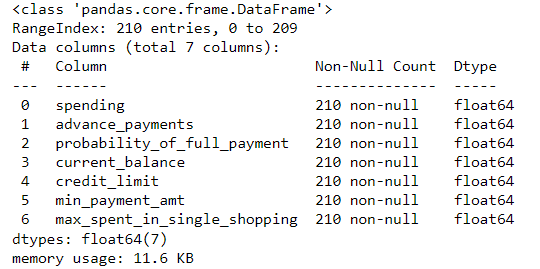 <class 'pandas.core.frame.DataFrame'>
RangeIndex: 210 entries, 0 to 209
Data columns (total 7 columns):
 #   Column                        Non-Null Count  Dtype
---  ------                        --------------  -----
 0   spending                      210 non-null    float64
 1   advance_payments              210 non-null    float64
 2   probability_of_full_payment   210 non-null    float64
 3   current_balance               210 non-null    float64
 4   credit_limit                  210 non-null    float64
 5   min_payment_amt               210 non-null    float64
 6   max_spent_in_single_shopping  210 non-null    float64
dtypes: float64(7)
memory usage: 11.6 KB